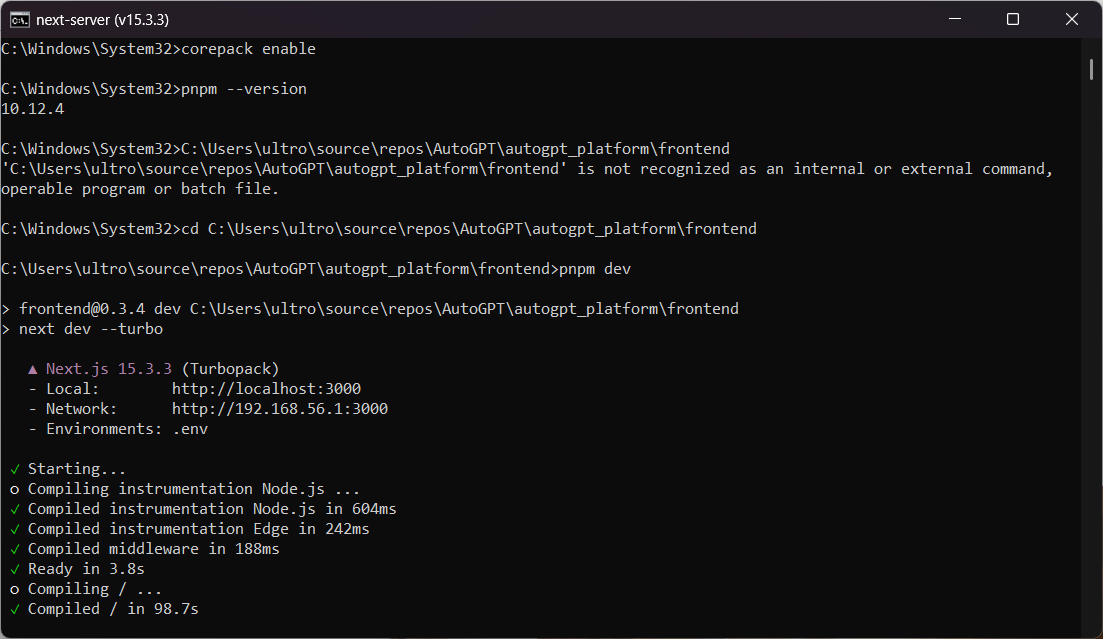 next-server (v15.3.3)
C:\Windows\System32>corepack enable
C:\Windows\System32>pnpm --version
10.12.4
C:\Windows\System32>C:\Users\ultro\source\repos\AutoGPT\autogpt_platform\frontend
'C:\Users\ultro\source\repos\AutoGPT\autogpt_platform\frontend' is not recognized as an internal or external command,
operable program or batch file.
C:\Windows\System32>cd C:\Users\ultro\source\repos\AutoGPT\autogpt_platform\frontend
C:\Users\ultro\source\repos\AutoGPT\autogpt_platform\frontend>pnpm dev
> frontend@0.3.4 dev C:\Users\ultro\source\repos\AutoGPT\autogpt_platform\frontend
> next dev --turbo
▲ Next.js 15.3.3 (Turbopack)
- Local:        http://localhost:3000
- Network:      http://192.168.56.1:3000
- Environments: .env
✓ Starting...
○ Compiling instrumentation Node.js ...
✓ Compiled instrumentation Node.js in 604ms
✓ Compiled instrumentation Edge in 242ms
✓ Compiled middleware in 188ms
✓ Ready in 3.8s
○ Compiling / ...
✓ Compiled / in 98.7s